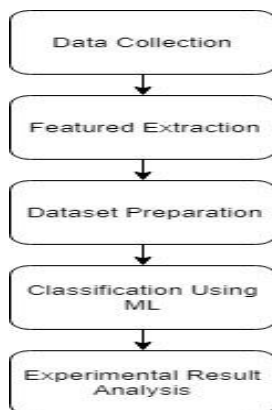 Data Collection
Featured Extraction
Dataset Preparation
Classification Using
ML
Experimental Result
Analysis